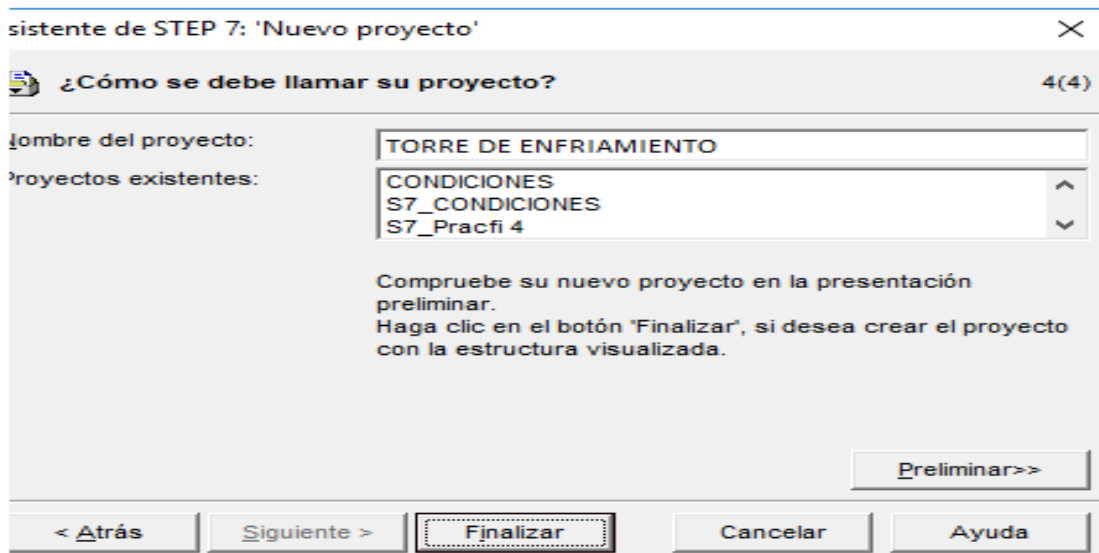 sistente de STEP 7: 'Nuevo proyecto'
¿Cómo se debe llamar su proyecto?
4(4)
Nombre del proyecto:
TORRE DE ENFRIAMIENTO
Proyectos existentes:
CONDICIONES
S7_CONDICIONES
S7_Pracfi 4
Compruebe su nuevo proyecto en la presentación
preliminar.
Haga clic en el botón 'Finalizar', si desea crear el proyecto
con la estructura visualizada.
Preliminar>>
< Atrás
Siguiente >
Finalizar
Cancelar
Ayuda